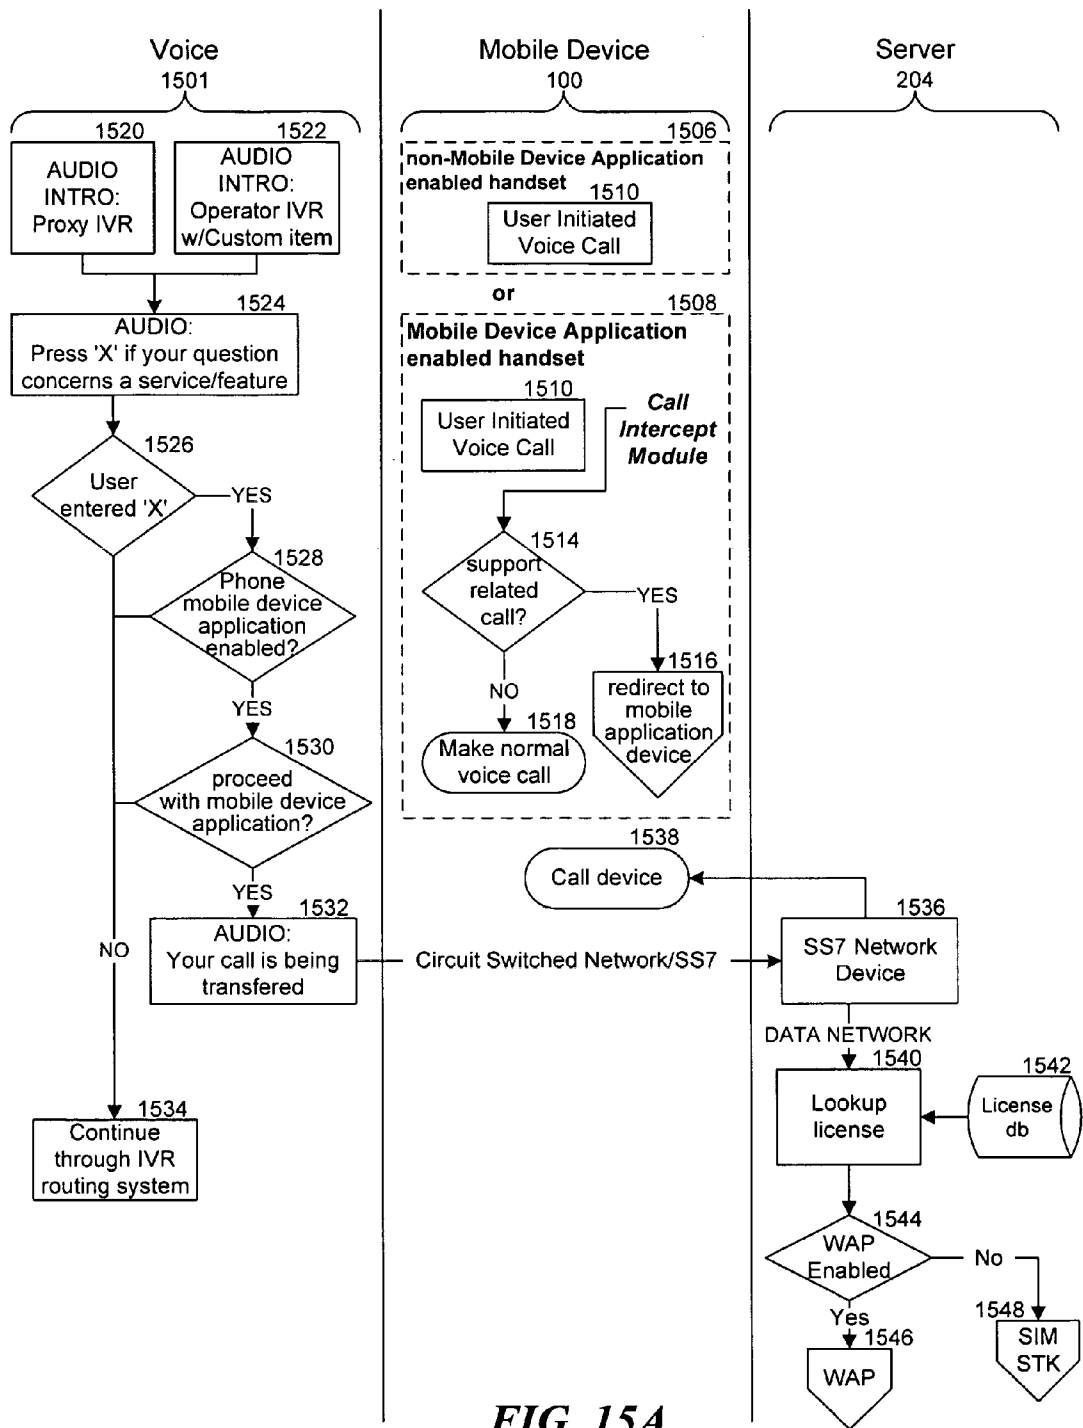 Voice
1501
1520
AUDIO
INTRO:
Proxy IVR
1522
AUDIO
INTRO:
Operator IVR
w/Custom item
1524
AUDIO:
Press 'X' if your question
concerns a service/feature
1526
User
entered 'X'
YES
1528
Phone
mobile device
application
enabled?
YES
1530
proceed
with mobile device
application?
YES
1532
AUDIO:
Your call is being
transfered
NO
1534
Continue
through IVR
routing system
Mobile Device
100
1506
non-Mobile Device Application
enabled handset
1510
User Initiated
Voice Call
or
1508
Mobile Device Application
enabled handset
1510
User Initiated
Voice Call
Call
Intercept
Module
1514
support
related
call?
YES
NO
1516
redirect to
mobile
application
device.
1518
Make normal
voice call
1538
Call device
Circuit Switched Network/SS7
Server
204
1536
SS7 Network
Device
DATA NETWORK
1540
Lookup
license
1542
License
db
1544
WAP
Enabled
No
Yes
1546
WAP
1548
SIM
STK
FIG. 15A